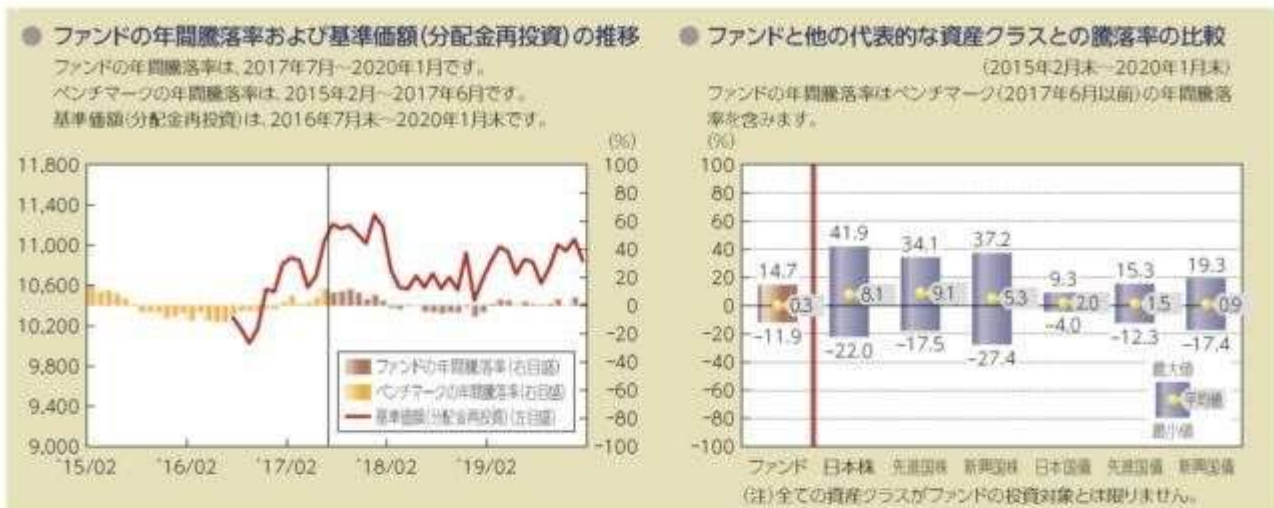 ● ファンドの年間騰落率および基準価額(分配金再投資)の推移
ファンドの年間騰落率は、2017年7月～2020年1月です。
ベンチマークの年間騰落率は、2015年2月～2017年6月です。
基準価額(分配金再投資)は、2016年7月末～2020年1月末です。
(%)
11,800
11,400
11,000
10,600
10,200
9,800
9,400
9,000
100
80
60
40
20
0
-20
-40
-60
-80
-100
ファンドの年間騰落率(右目盛)
ベンチマークの年間騰落率(右目盛)
基準価額(分配金再投資)(左目盛)
'15/02 '16/02 '17/02 '18/02 '19/02
● ファンドと他の代表的な資産クラスとの騰落率の比較
(2015年2月末～2020年1月末)
ファンドの年間騰落率はベンチマーク(2017年6月以前)の年間騰落
率を含みます。
(%)
100
80
60
40
20
0
-20
-40
-60
-80
-100
14.7 41.9 34.1 37.2 9.3 15.3 19.3
0.3 8.1 9.1 5.3 2.0 1.5 0.9
-11.9 -22.0 -17.5 -27.4 -4.0 -12.3 -17.4
最大値
平均値
最小値
ファンド 日本株 先進国株 新興国株 日本国債 先進国債 新興国債
(注)全ての資産クラスがファンドの投資対象とは限りません。